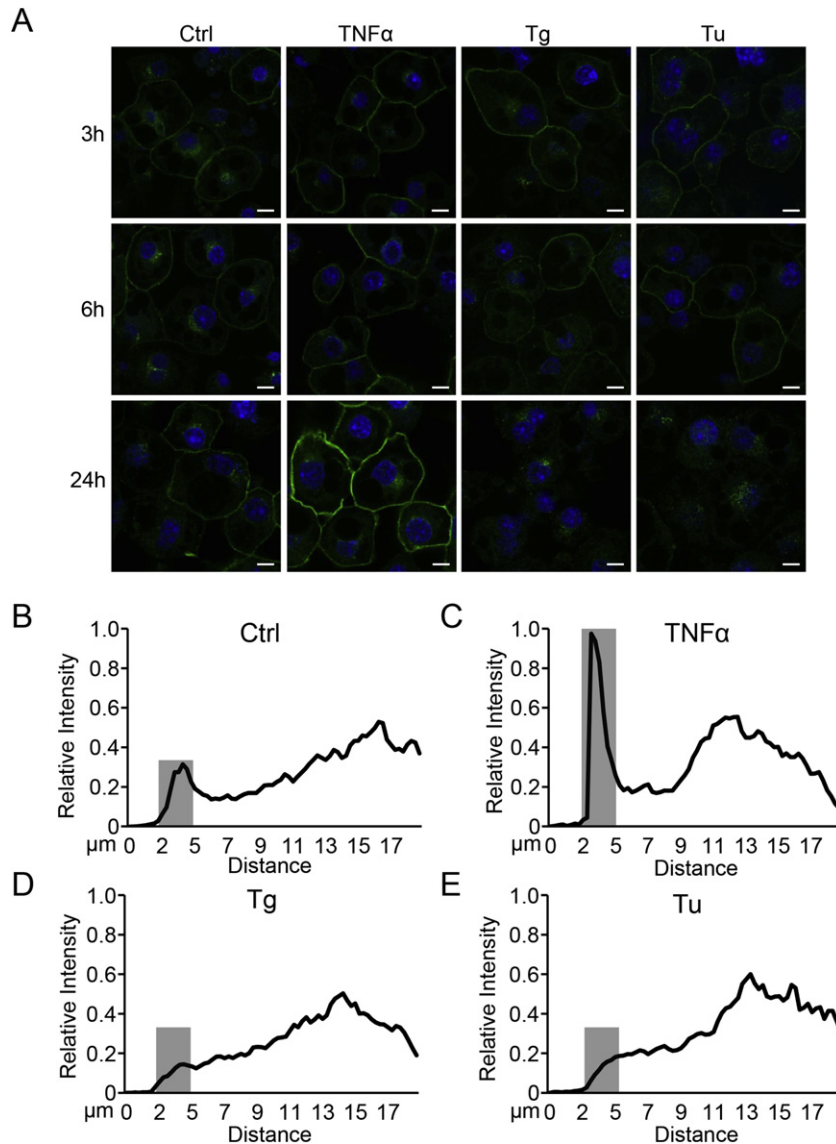 A
Ctrl TNFα Tg Tu
3h
6h
24h
B
Ctrl
Relative Intensity
1.0
0.8
0.6
0.4
0.2
0
µm 0 2 5 7 9 11 13 15 17
Distance
C
TNFα
Relative Intensity
1.0
0.8
0.6
0.4
0.2
0
µm 0 2 5 7 9 11 13 15 17
Distance
D
Tg
Relative Intensity
1.0
0.8
0.6
0.4
0.2
0
µm 0 2 5 7 9 11 13 15 17
Distance
E
Tu
Relative Intensity
1.0
0.8
0.6
0.4
0.2
0
µm 0 2 5 7 9 11 13 15 17
Distance